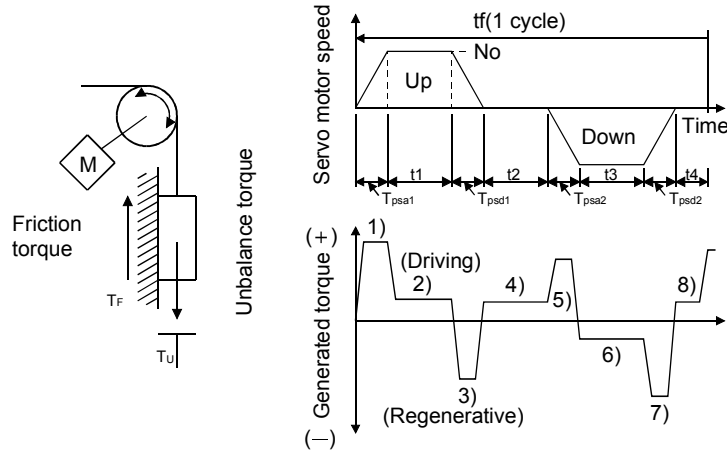 M
Friction
torque
TF
TU
Unbalance torque
Servo motor speed
tf(1 cycle)
No
Up
Down
Time
Tpsa1
t1
Tpsd1
t2
Tpsa2
t3
Tpsd2
t4
Generated torque
(+)
(Driving)
1)
2)
3)
4)
5)
6)
7)
8)
(Regenerative)
(—)